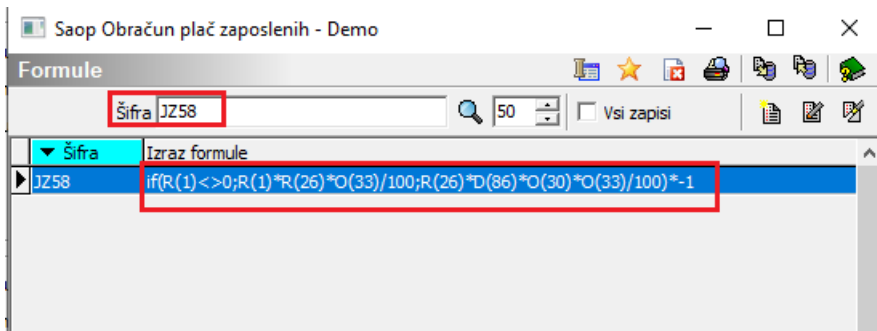 Saop Obračun plač zaposlenih - Demo
Formule
Šifra JZ58 50 Vsi zapisi
Šifra Izraz formule
JZ58 if(R(1)<>0;R(1)*R(26)*O(33)/100;R(26)*D(86)*O(30)*O(33)/100)*-1